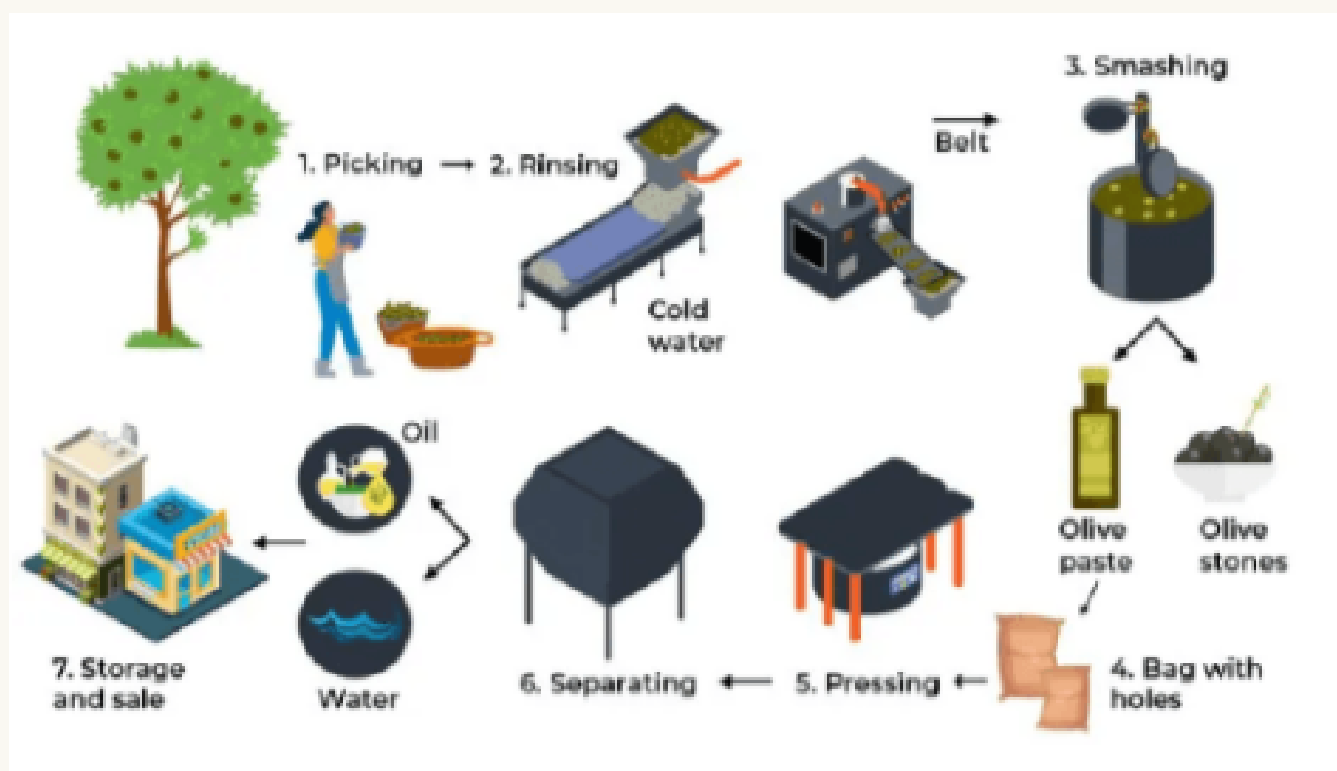 1. Picking
2. Rinsing
Cold
water
Belt
3. Smashing
Olive
paste
Olive
stones
4. Bag with
holes
5. Pressing
6. Separating
Oil
Water
7. Storage
and sale